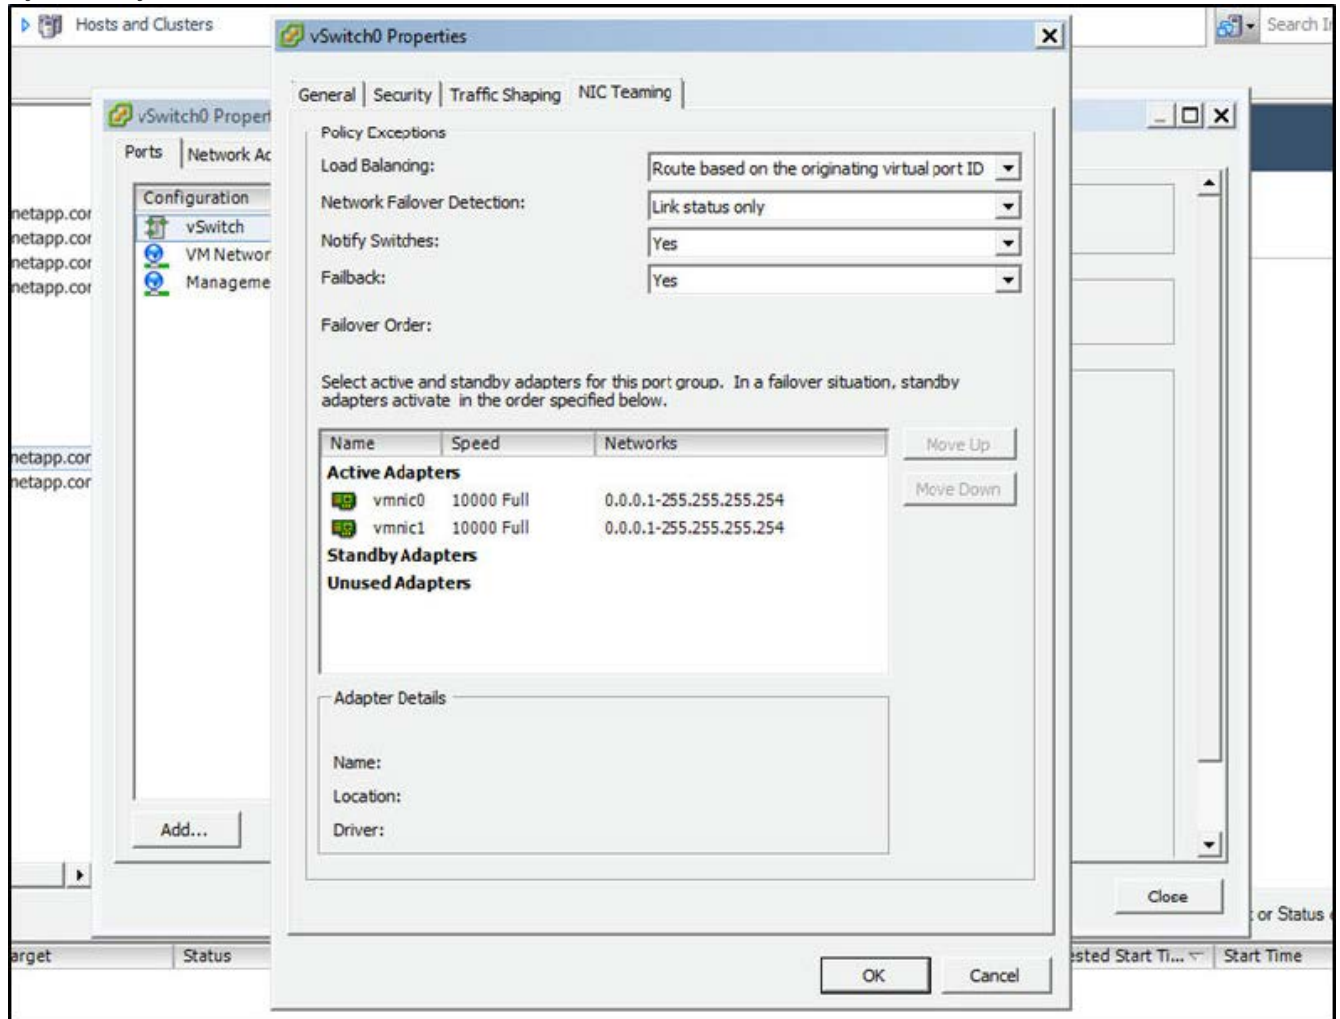 Hosts and Clusters
Search In
vSwitch0 Properties
vSwitch0 Propert
General Security Traffic Shaping NIC Teaming
Ports Network Ad
Policy Exceptions
Load Balancing: Route based on the originating virtual port ID
Configuration
Network Failover Detection: Link status only
netapp.cor
vSwitch
netapp.cor
Notify Switches: Yes
VM Networ
netapp.cor
Failback: Yes
Manageme
netapp.cor
Failover Order:
Select active and standby adapters for this port group. In a failover situation, standby
adapters activate in the order specified below.
Name Speed Networks
Move Up
netapp.cor
Active Adapters
netapp.cor
Move Down
vmnic0 10000 Full 0.0.0.1-255.255.255.254
vmnic1 10000 Full 0.0.0.1-255.255.255.254
Standby Adapters
Unused Adapters
Adapter Details
Name:
Location:
Add...
Driver:
Close
or Status
arget Status
ested Start Ti... Start Time
OK Cancel